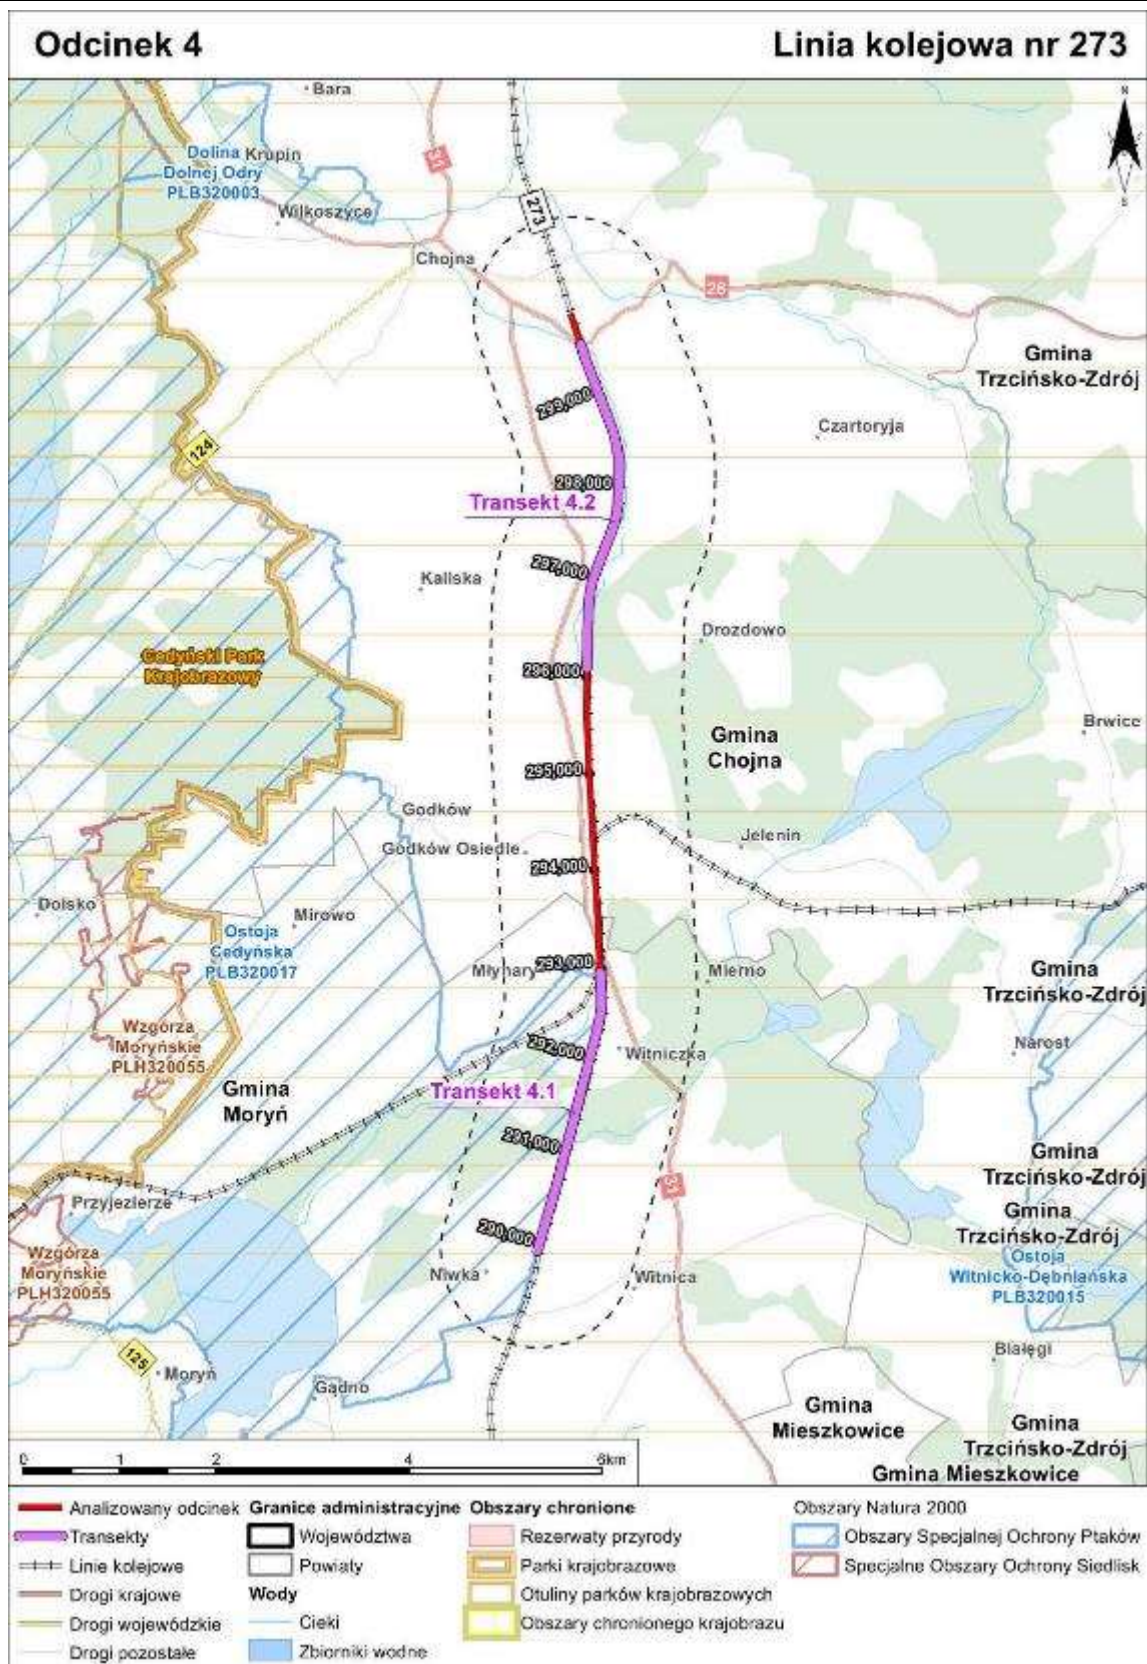 Odcinek 4
Linia kolejowa nr 273
Bara
31
Dolina
Dolnej Odry
PLB320003
Krupin
Wilkoszyce
273
Chojna
26
Gmina
Trzcińsko-Zdrój
299,000
124
Czartoryja
298,000
Transekt 4.2
297,000
Kaliska
Drozdowo
Cedyński Park
Krajobrazowy
296,000
Gmina
Chojna
Brwice
295,000
Godków
Godków Osiedle
Jelenin
294,000
Dolsko
Mirowo
Ostoja
Cedyńska
PLB320017
Młynary
293,000
Mierno
Gmina
Trzcińsko-Zdrój
Wzgórza
Moryńskie
PLH320055
292,000
Witniczka
Narost
Gmina
Moryń
Transekt 4.1
291,000
Gmina
Trzcińsko-Zdrój
31
Przyjezierze
Gmina
Trzcińsko-Zdrój
290,000
Wzgórza
Moryńskie
PLH320055
Niwka
Witnica
Ostoja
Witnicko-Dębniańska
PLB320015
125
Moryń
Gądno
Białęgi
Gmina
Mieszkowice
Gmina
Trzcińsko-Zdrój
Gmina Mieszkowice
0 1 2 4 6km
Analizowany odcinek
Transekty
Linie kolejowe
Drogi krajowe
Drogi wojewódzkie
Drogi pozostałe
Granice administracyjne
Województwa
Powiaty
Wody
Cieki
Zbiorniki wodne
Obszary chronione
Rezerwaty przyrody
Parki krajobrazowe
Otuliny parków krajobrazowych
Obszary chronionego krajobrazu
Obszary Natura 2000
Obszary Specjalnej Ochrony Ptaków
Specjalne Obszary Ochrony Siedlisk